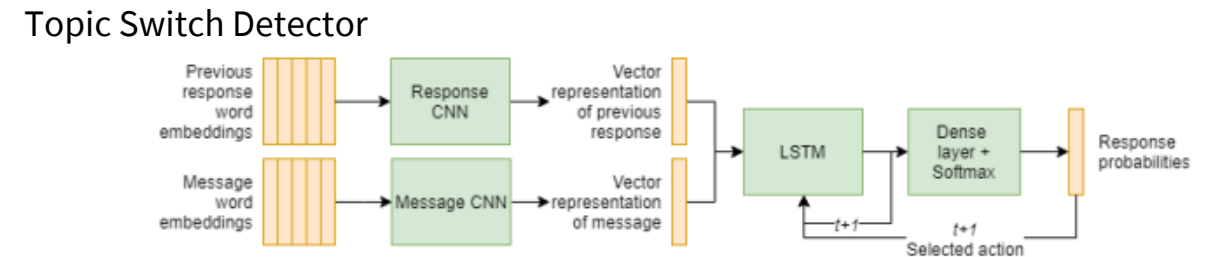 Topic Switch Detector
Previous
response
word
embeddings
Response
CNN
Vector
representation
of previous
response
Message
word
embeddings
Message CNN
Vector
representation
of message
LSTM
Dense
layer +
Softmax
Response
probabilities
t+1
t+1
Selected action